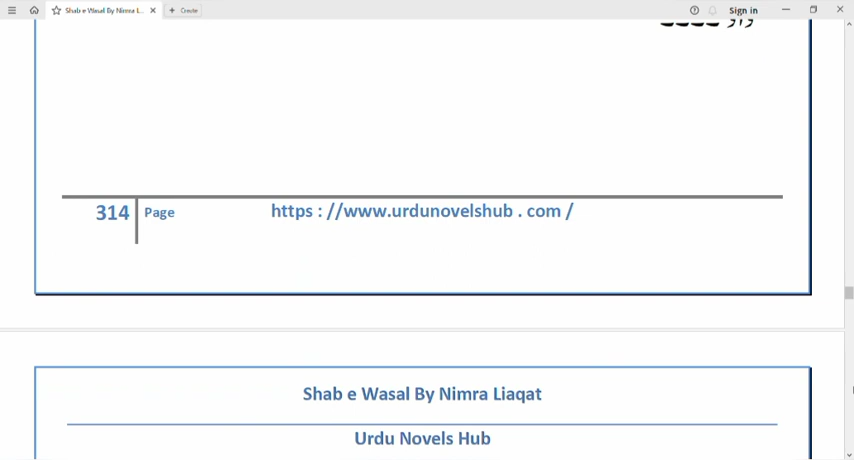 Shab e Wasal By Nimra L...
Create
Sign in
314
Page
https : //www.urdunovelshub . com /
Shab e Wasal By Nimra Liaqat
Urdu Novels Hub